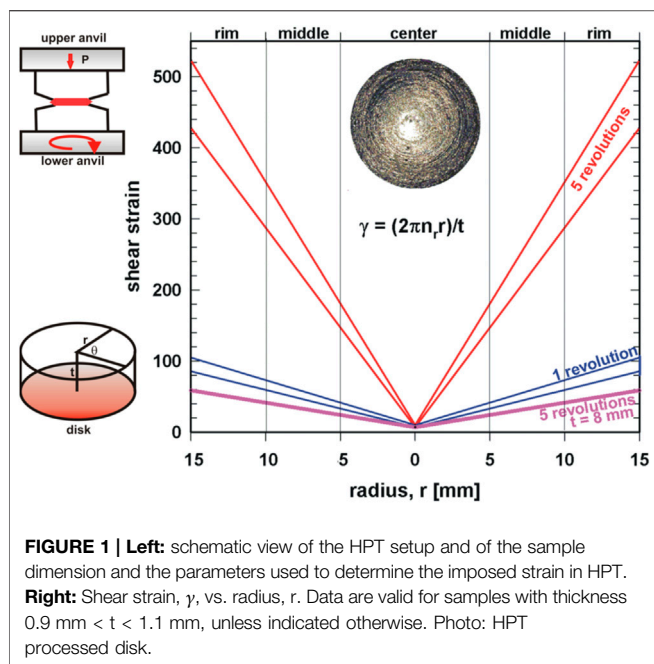 upper anvil
P
lower anvil
r
θ
t
disk
rim middle center middle rim
shear strain
500
400
300
200
100
0
γ = (2πnᵣr)/t
5 revolutions
1 revolution
5 revolutions
t = 8 mm
15 10 5 0 5 10 15
radius, r [mm]
FIGURE 1 | Left: schematic view of the HPT setup and of the sample
dimension and the parameters used to determine the imposed strain in HPT.
Right: Shear strain, γ, vs. radius, r. Data are valid for samples with thickness
0.9 mm < t < 1.1 mm, unless indicated otherwise. Photo: HPT
processed disk.